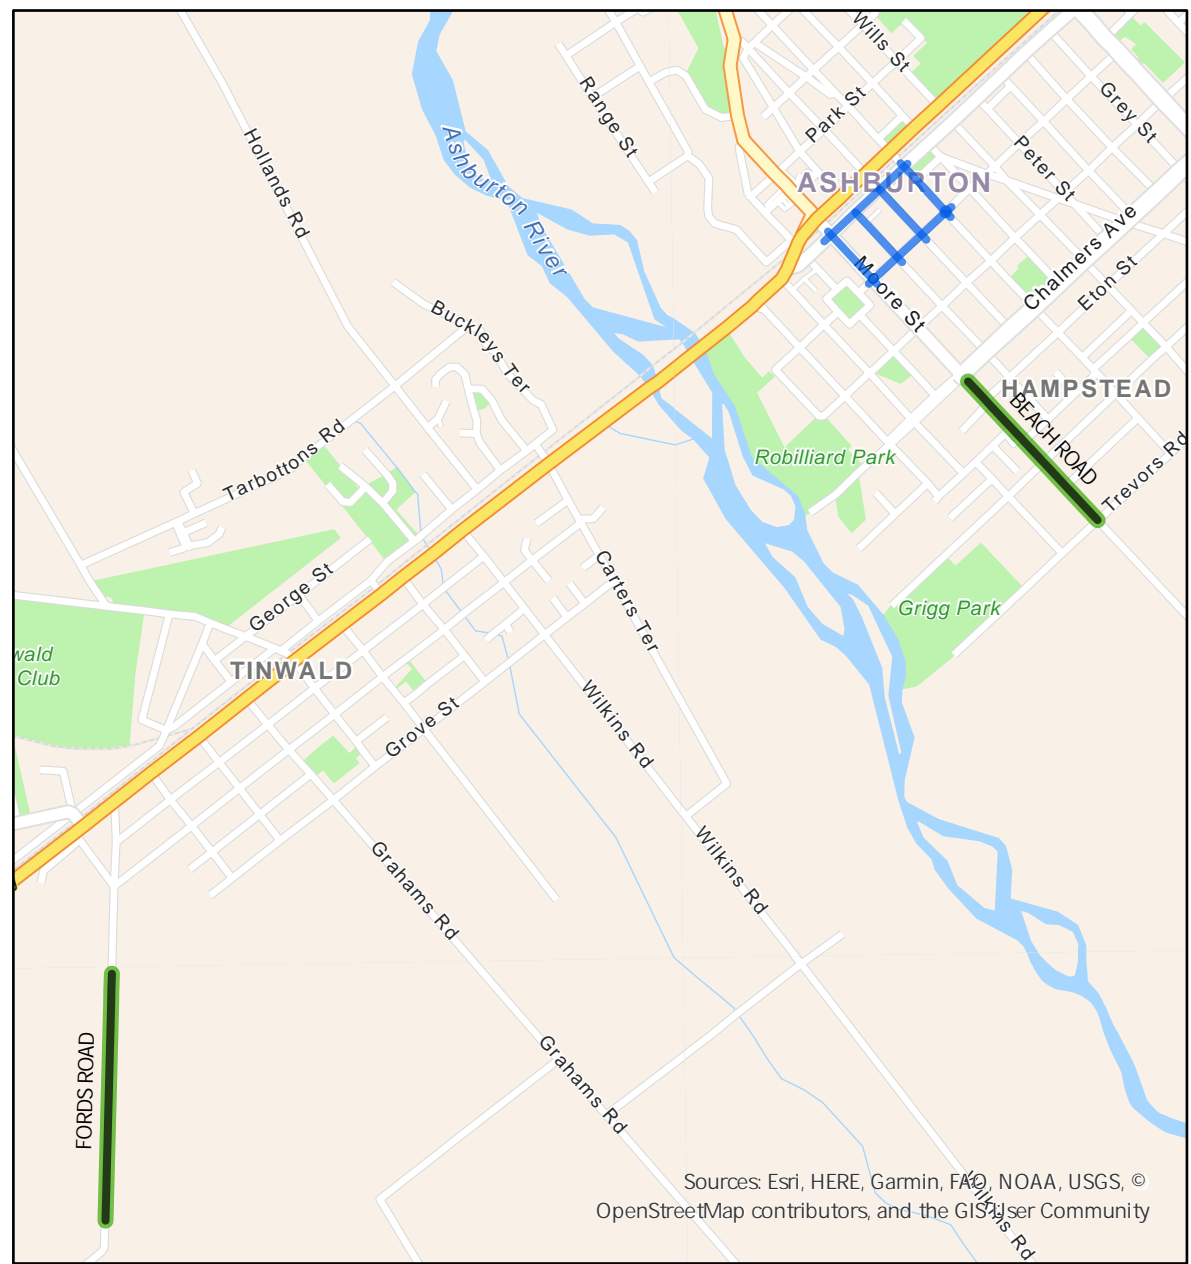 Wills St
Range St
Park St
Grey St
Hollands Rd
Ashburton River
Peter St
ASHBURTON
Chalmers Ave
Eton St
Moore St
Buckleys Ter
HAMPSTEAD
BEACH ROAD
Tarbottons Rd
Robilliard Park
Trevors Rd
George St
Carters Ter
Grigg Park
wald
Club
TINWALD
Wilkins Rd
Grove St
Wilkins Rd
Grahams Rd
FORDS ROAD
Grahams Rd
Wilkins Rd
Sources: Esri, HERE, Garmin, FAO, NOAA, USGS, ©
OpenStreetMap contributors, and the GIS User Community